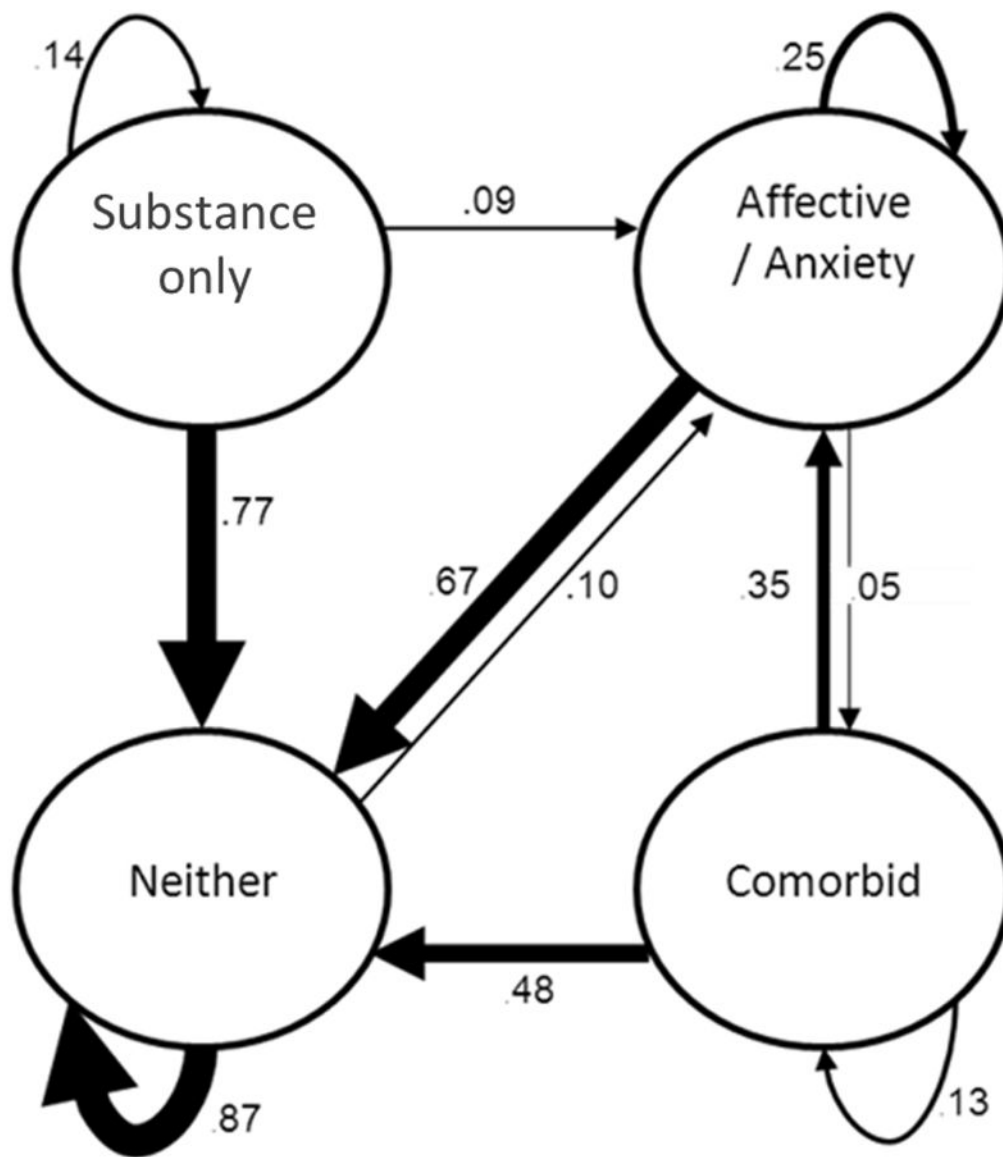 .14
.25
Substance
only
.09
Affective
/ Anxiety
.77
.67
.10
.35
.05
Neither
Comorbid
.48
.87
.13